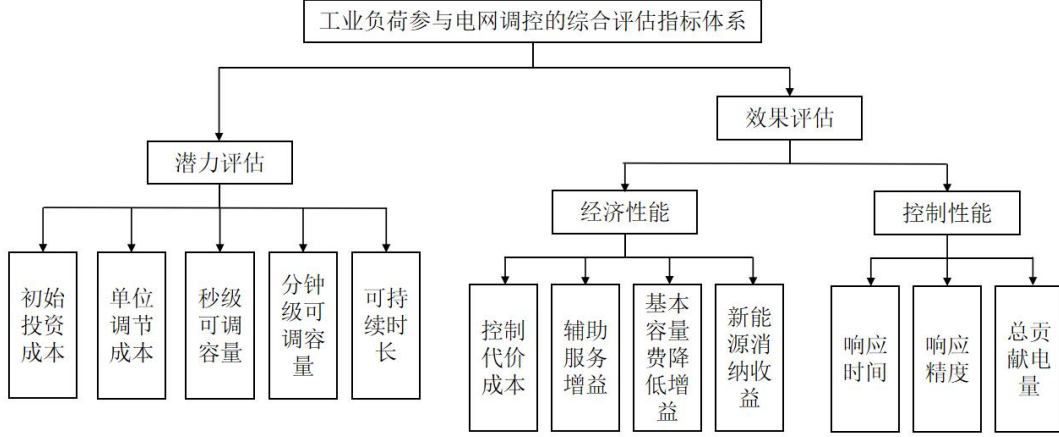 工业负荷参与电网调控的综合评估指标体系
效果评估
潜力评估
经济性能
控制性能
初始
投资
成本
单位
调节
成本
秒级
可调
容量
分钟
级可
调容
量
可持
续时
长
控制
代价
成本
辅助
服务
增益
基本
容量
费降
低增
益
新能
源消
纳收
益
响应
时间
响应
精度
总贡
献电
量